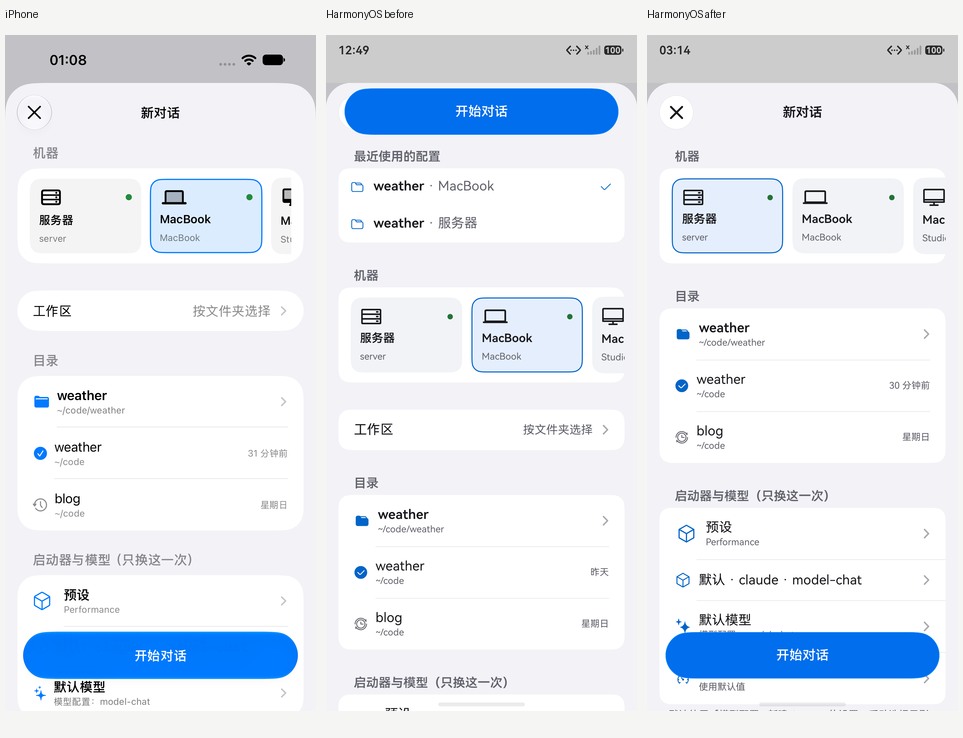 iPhone
01:08
新对话
机器
服务器
server
MacBook
MacBook
M
Stu
工作区
按文件夹选择
目录
weather
~/code/weather
weather
~/code
31 分钟前
blog
~/code
星期日
启动器与模型（只换这一次）
预设
Performance
开始对话
默认模型
模型配置：model-chat
HarmonyOS before
12:49
100
开始对话
最近使用的配置
weather · MacBook
weather · 服务器
机器
服务器
server
MacBook
MacBook
Mac
Studio
工作区
按文件夹选择
目录
weather
~/code/weather
weather
~/code
昨天
blog
~/code
星期日
启动器与模型（只换这一次）
HarmonyOS after
03:14
100
新对话
机器
服务器
server
MacBook
MacBook
Mac
Studio
目录
weather
~/code/weather
weather
~/code
30 分钟前
blog
~/code
星期日
启动器与模型（只换这一次）
预设
Performance
默认 · claude · model-chat
默认模型
开始对话
使用默认值